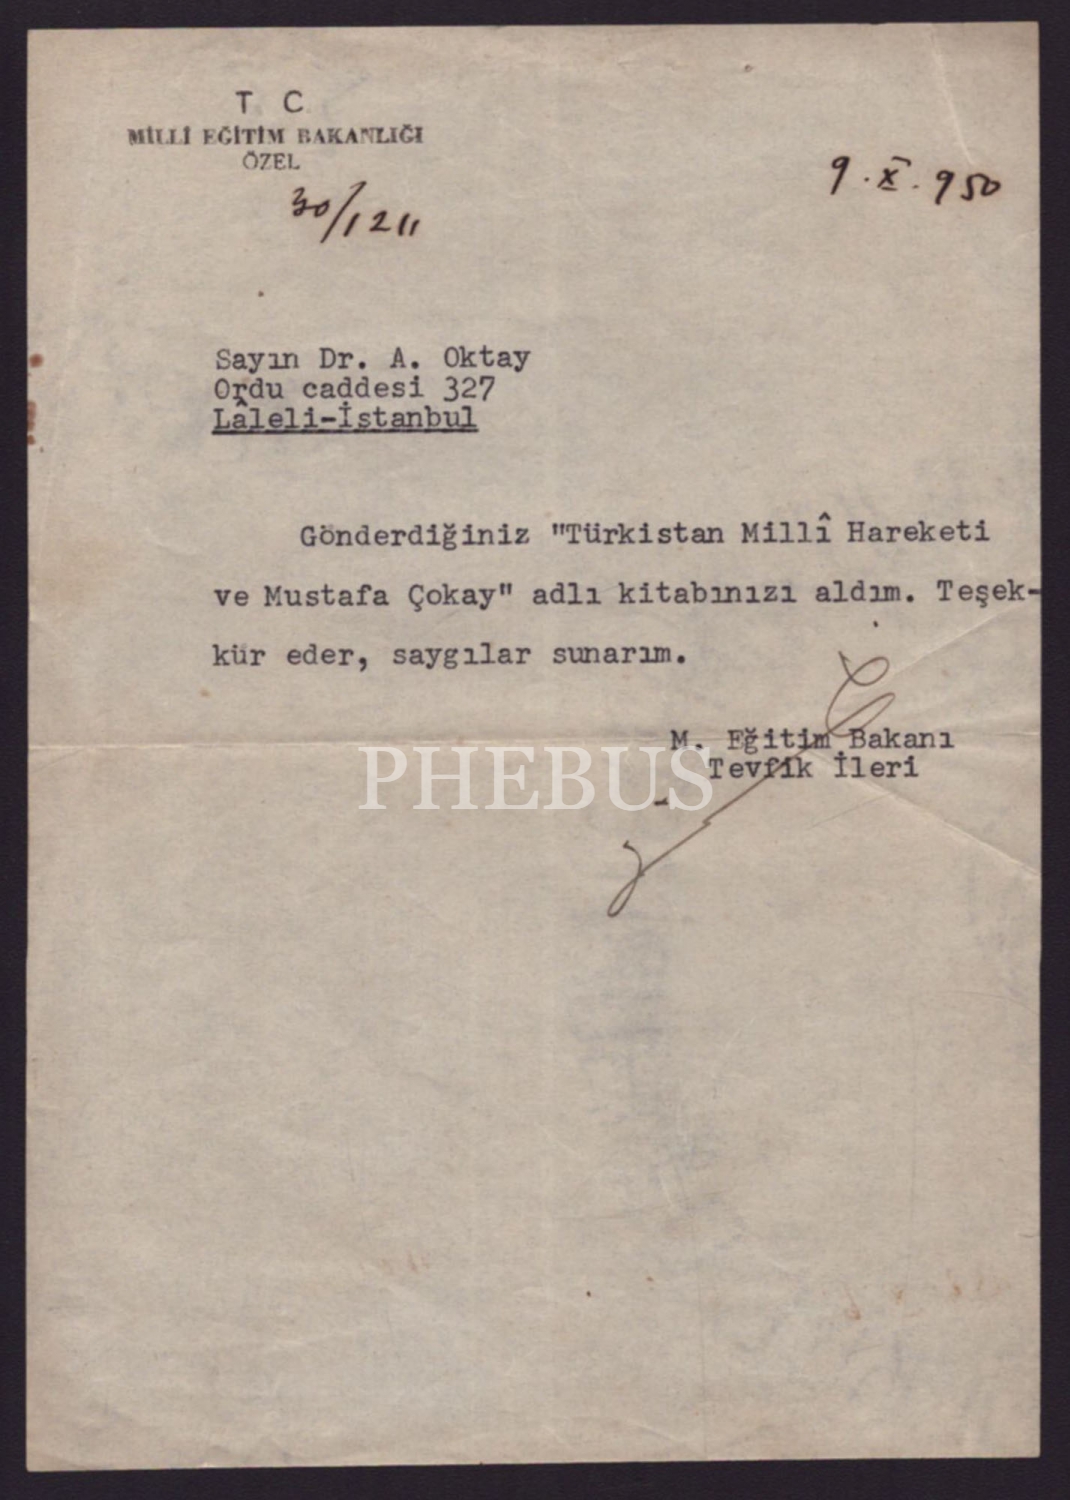 T C
MİLLİ EĞİTİM BAKANLIĞI
ÖZEL
30/1211
9.X.950
Sayın Dr. A. Oktay
Ordu caddesi 327
Lâleli-İstanbul
Gönderdiğiniz "Türkistan Millî Hareketi
ve Mustafa Çokay" adlı kitabınızı aldım. Teşek-
kür eder, saygılar sunarım.
M. Eğitim Bakanı
Tevfik İleri
PHEBUS